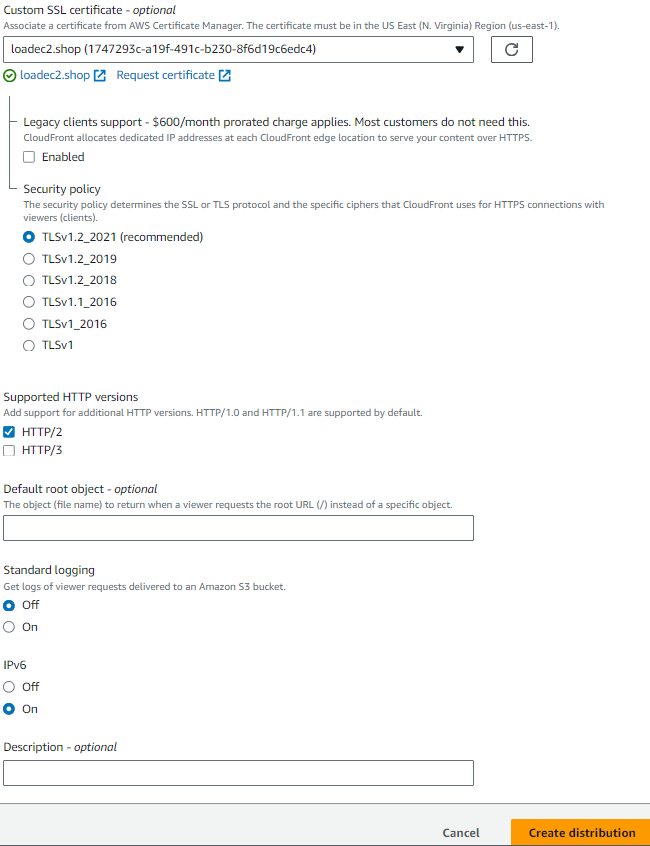 Custom SSL certificate - optional
Associate a certificate from AWS Certificate Manager. The certificate must be in the US East (N. Virginia) Region (us-east-1).
loadec2.shop (1747293c-a19f-491c-b230-8f6d19c6edc4)
loadec2.shop Request certificate
Legacy clients support - $600/month prorated charge applies. Most customers do not need this.
CloudFront allocates dedicated IP addresses at each CloudFront edge location to serve your content over HTTPS.
Enabled
Security policy
The security policy determines the SSL or TLS protocol and the specific ciphers that CloudFront uses for HTTPS connections with
viewers (clients).
TLSv1.2_2021 (recommended)
TLSv1.2_2019
TLSv1.2_2018
TLSv1.1_2016
TLSv1_2016
TLSv1
Supported HTTP versions
Add support for additional HTTP versions. HTTP/1.0 and HTTP/1.1 are supported by default.
HTTP/2
HTTP/3
Default root object - optional
The object (file name) to return when a viewer requests the root URL (/) instead of a specific object.
Standard logging
Get logs of viewer requests delivered to an Amazon S3 bucket.
Off
On
IPv6
Off
On
Description - optional
Cancel Create distribution